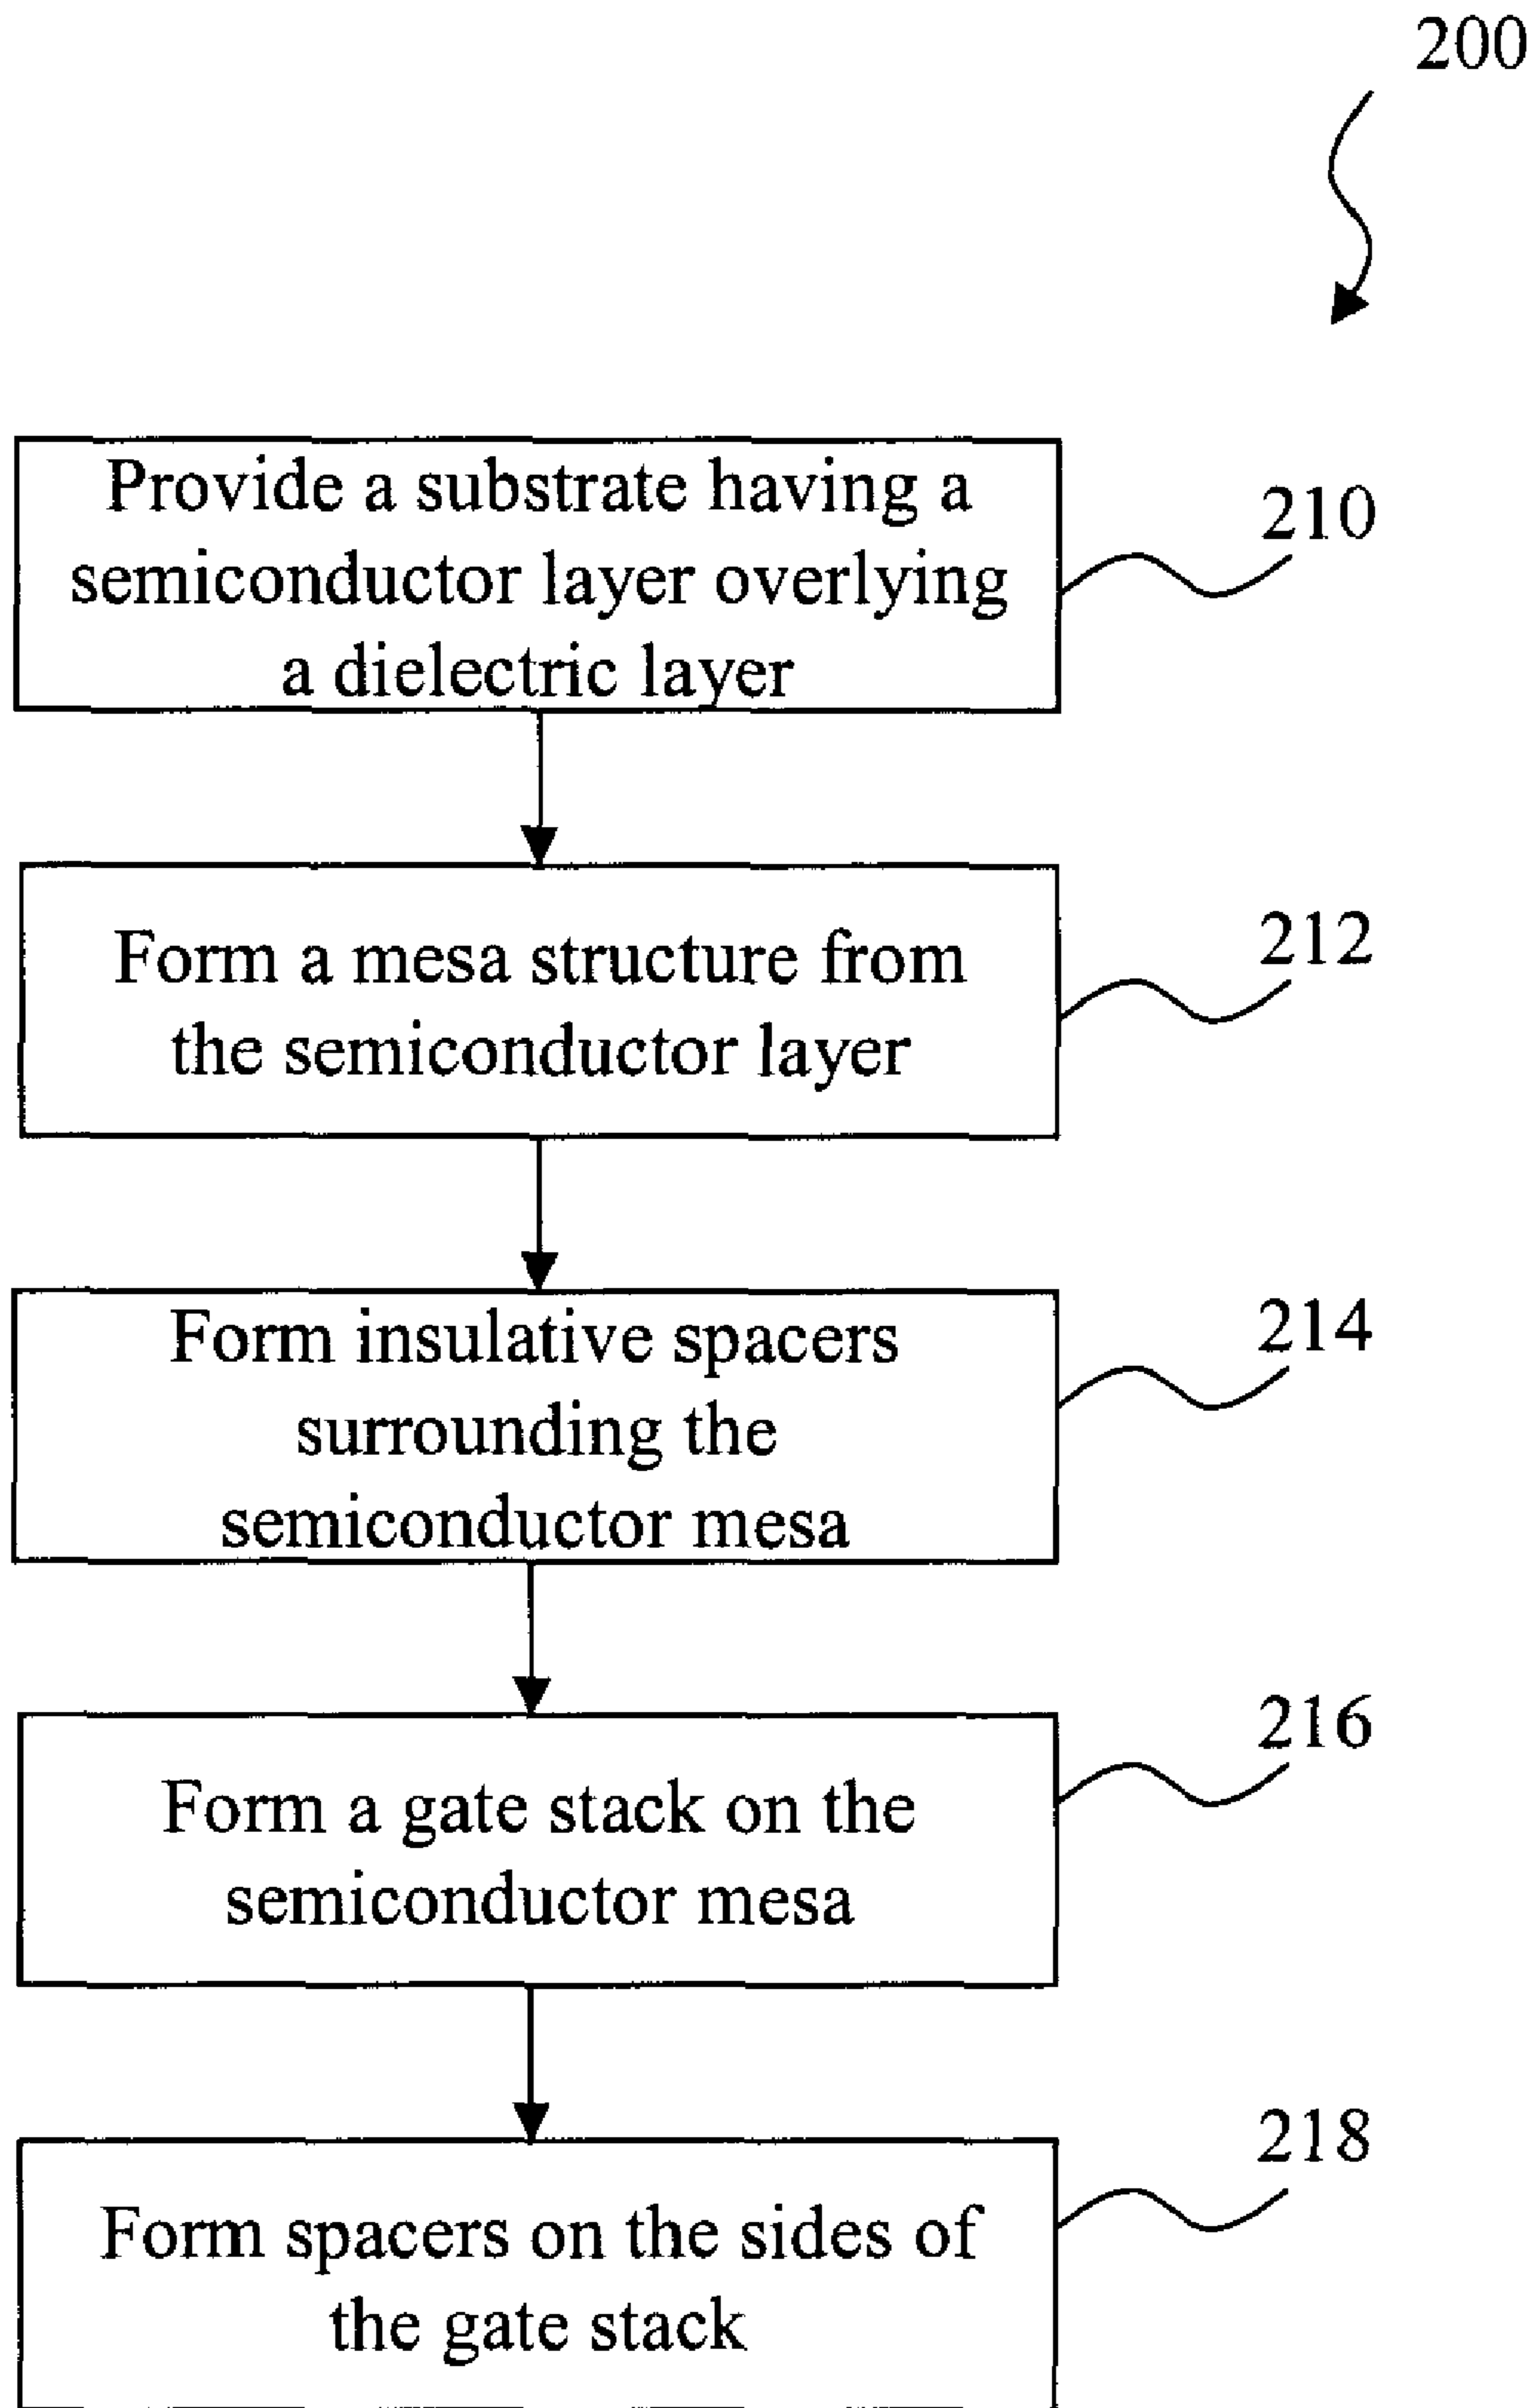 200
Provide a substrate having a
semiconductor layer overlying
a dielectric layer
210
Form a mesa structure from
the semiconductor layer
212
Form insulative spacers
surrounding the
semiconductor mesa
214
Form a gate stack on the
semiconductor mesa
216
Form spacers on the sides of
the gate stack
218